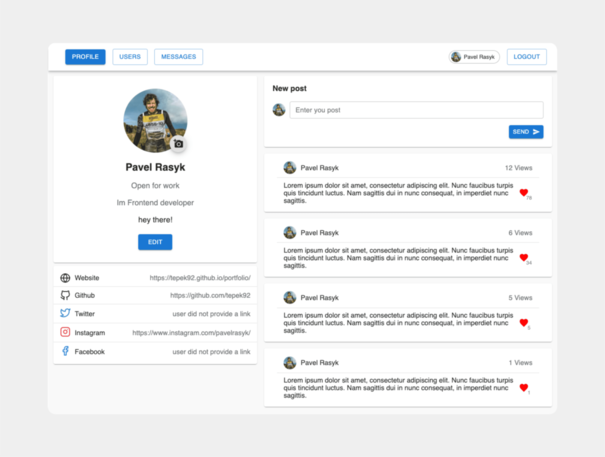 PROFILE USERS MESSAGES Pavel Rasyk LOGOUT
Pavel Rasyk
Open for work
Im Frontend developer
hey there!
EDIT
Website https://tepek92.github.io/portfolio/
Github https://github.com/tepek92
Twitter user did not provide a link
Instagram https://www.instagram.com/pavelrasyk/
Facebook user did not provide a link
New post
Enter you post
SEND
Pavel Rasyk 12 Views
Lorem ipsum dolor sit amet, consectetur adipiscing elit. Nunc faucibus turpis
quis tincidunt luctus. Nam sagittis dui in nunc consequat, in imperdiet nunc
sagittis.
79
Pavel Rasyk 6 Views
Lorem ipsum dolor sit amet, consectetur adipiscing elit. Nunc faucibus turpis
quis tincidunt luctus. Nam sagittis dui in nunc consequat, in imperdiet nunc
sagittis.
34
Pavel Rasyk 5 Views
Lorem ipsum dolor sit amet, consectetur adipiscing elit. Nunc faucibus turpis
quis tincidunt luctus. Nam sagittis dui in nunc consequat, in imperdiet nunc
sagittis.
Pavel Rasyk 1 Views
Lorem ipsum dolor sit amet, consectetur adipiscing elit. Nunc faucibus turpis
quis tincidunt luctus. Nam sagittis dui in nunc consequat, in imperdiet nunc
sagittis.